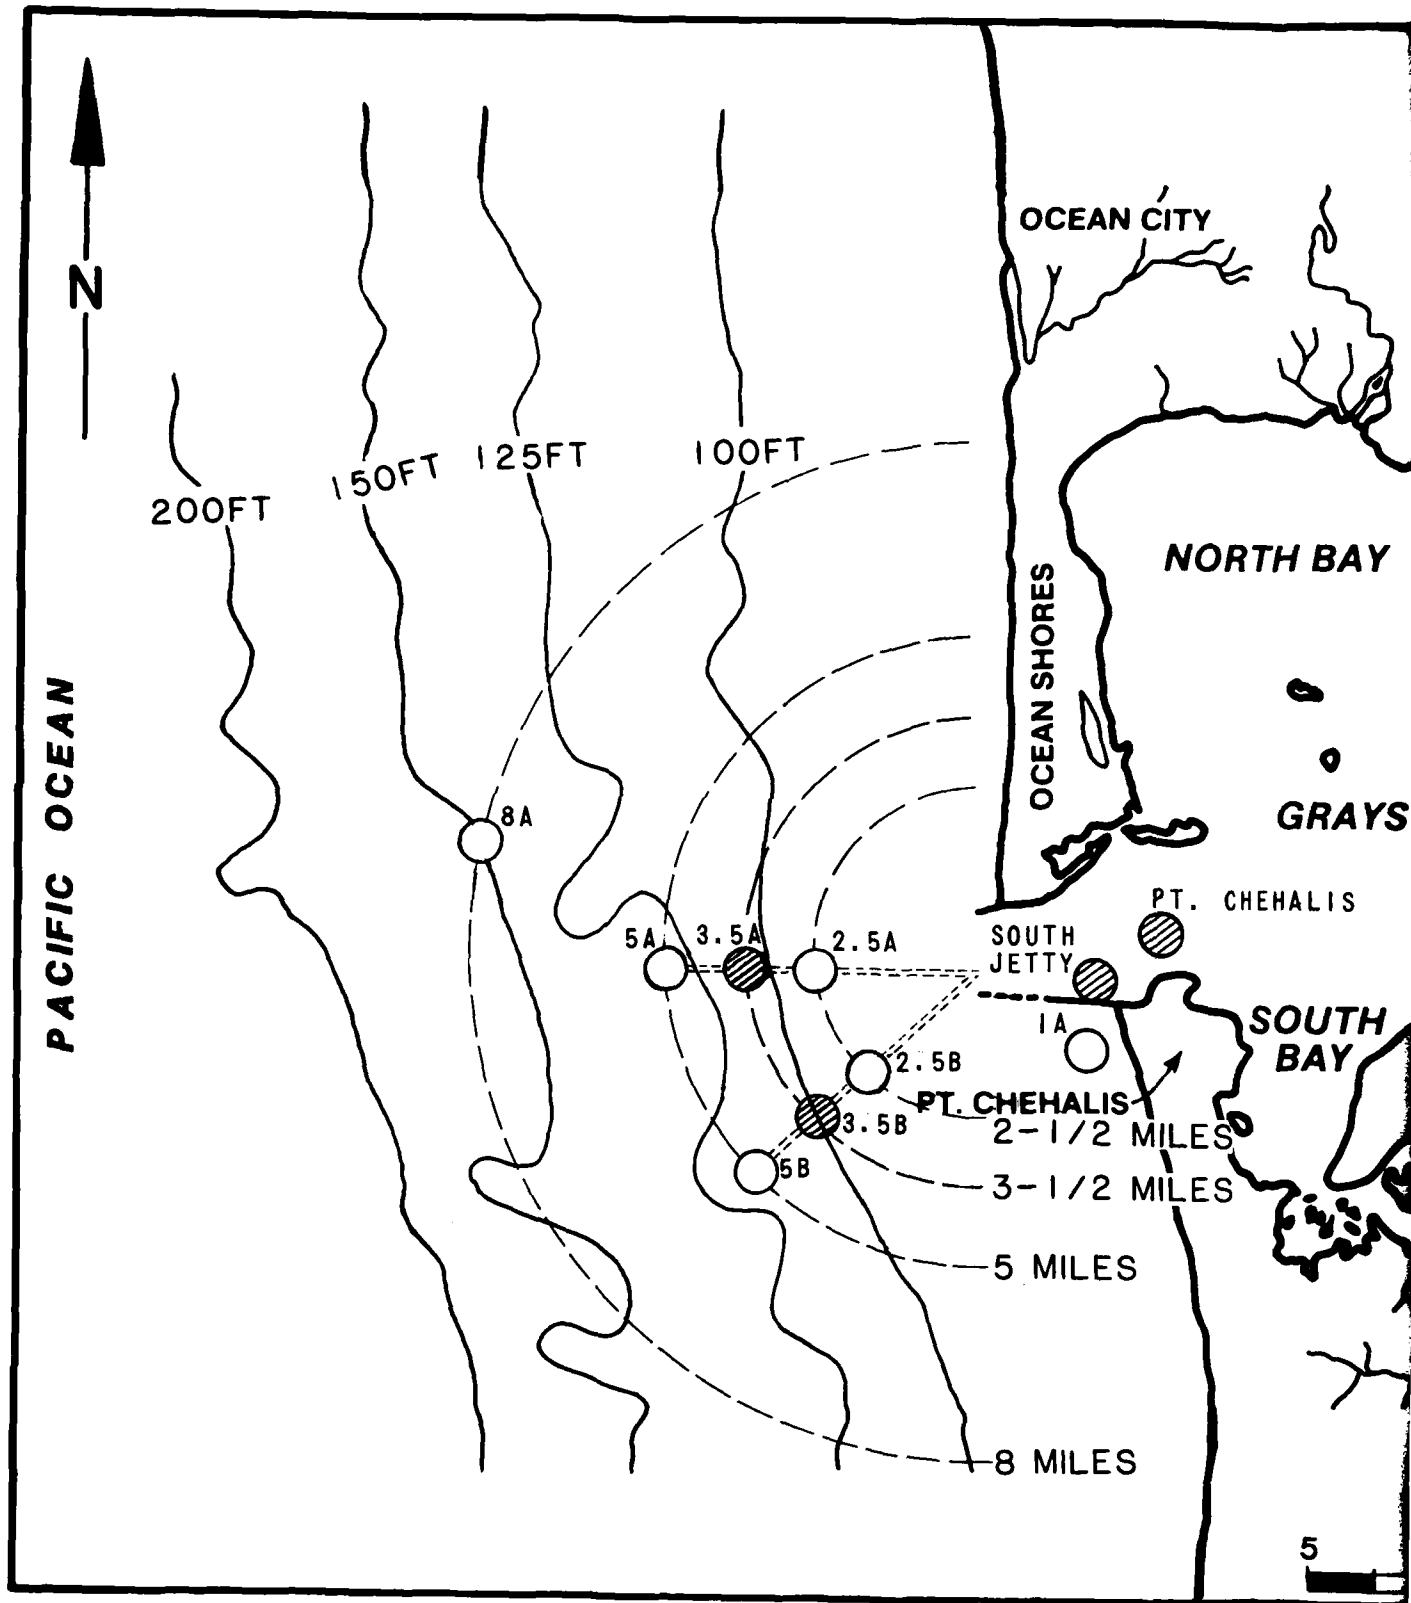 OCEAN CITY
N
150FT
125FT
100FT
200FT
NORTH BAY
OCEAN SHORES
PACIFIC OCEAN
8A
GRAYS
PT. CHEHALIS
5A
3.5A
2.5A
SOUTH
JETTY
1A
SOUTH
BAY
2.5B
PT. CHEHALIS
3.5B
2-1/2 MILES
5B
3-1/2 MILES
5 MILES
8 MILES
5